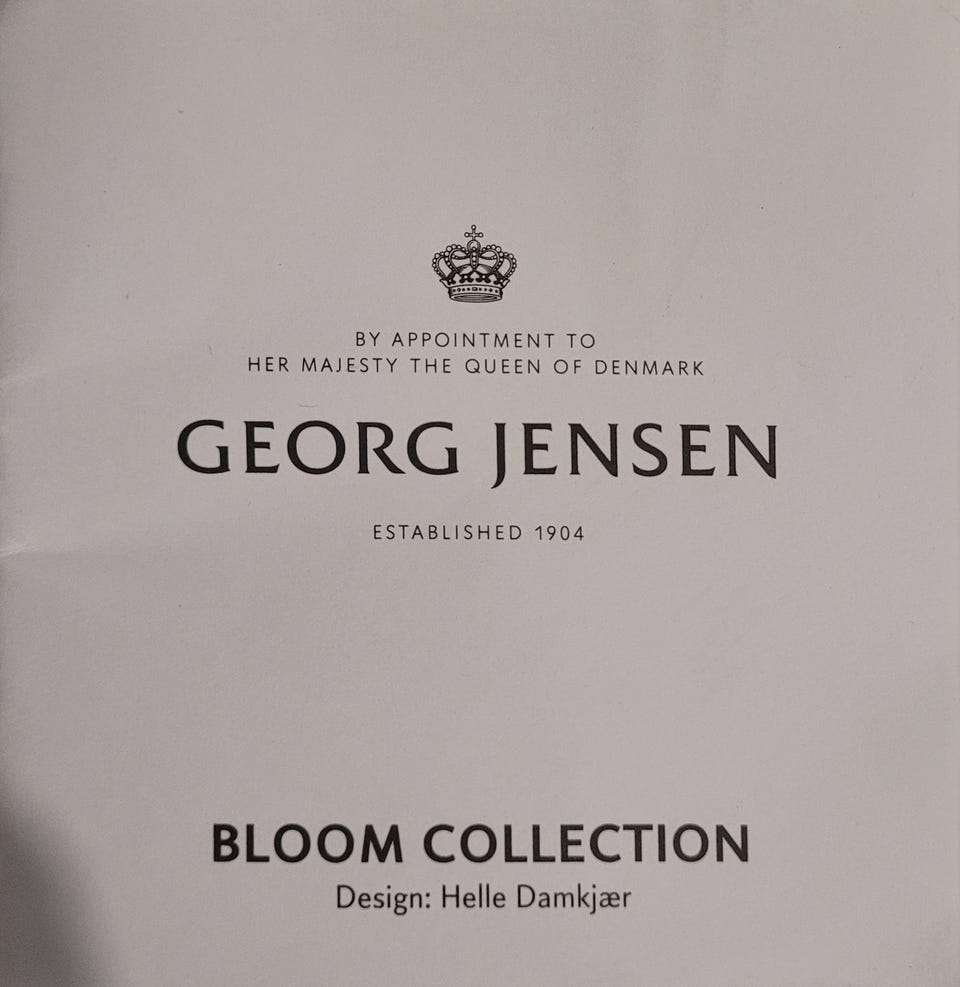 BY APPOINTMENT TO
HER MAJESTY THE QUEEN OF DENMARK
GEORG JENSEN
ESTABLISHED 1904
BLOOM COLLECTION
Design: Helle Damkjær